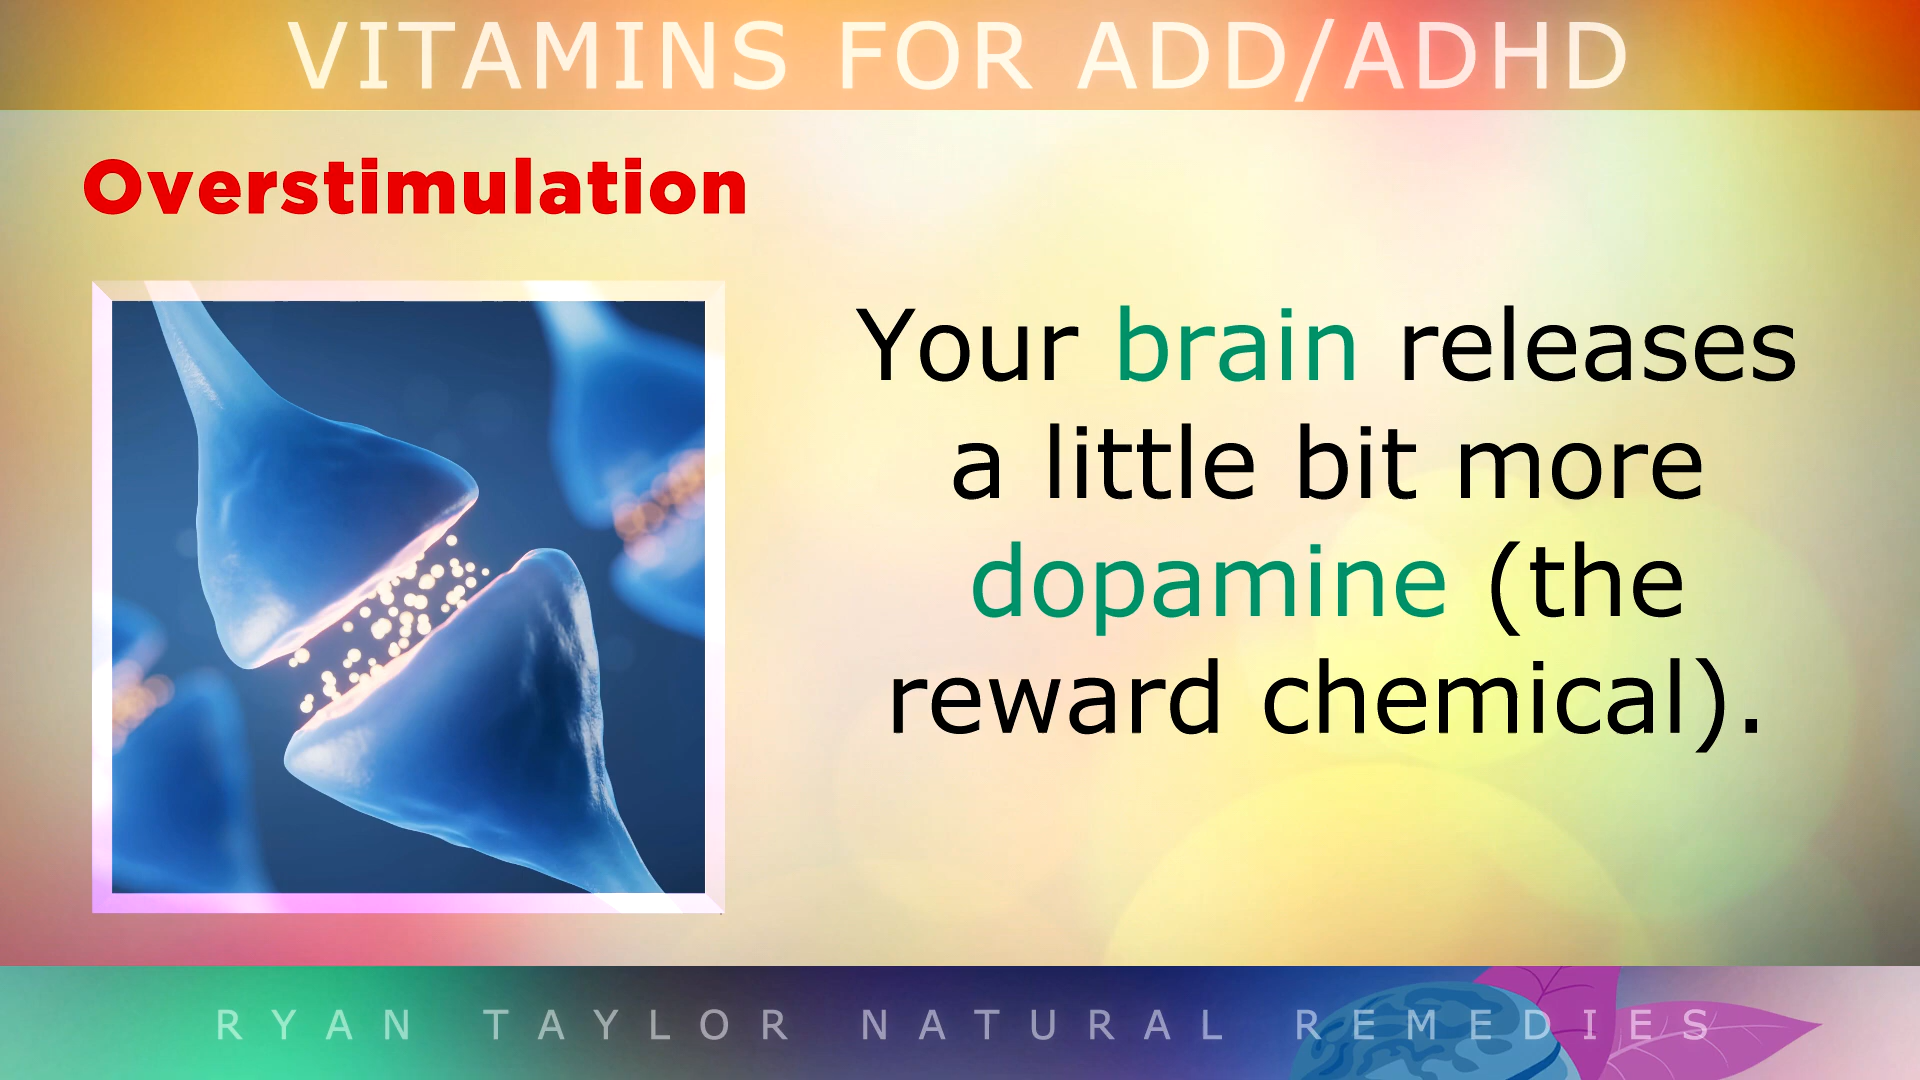 VITAMINS FOR ADD/ADHD
Overstimulation
Your brain releases
a little bit more
dopamine (the
reward chemical).
RYAN TAYLOR NATURAL REMEDIES